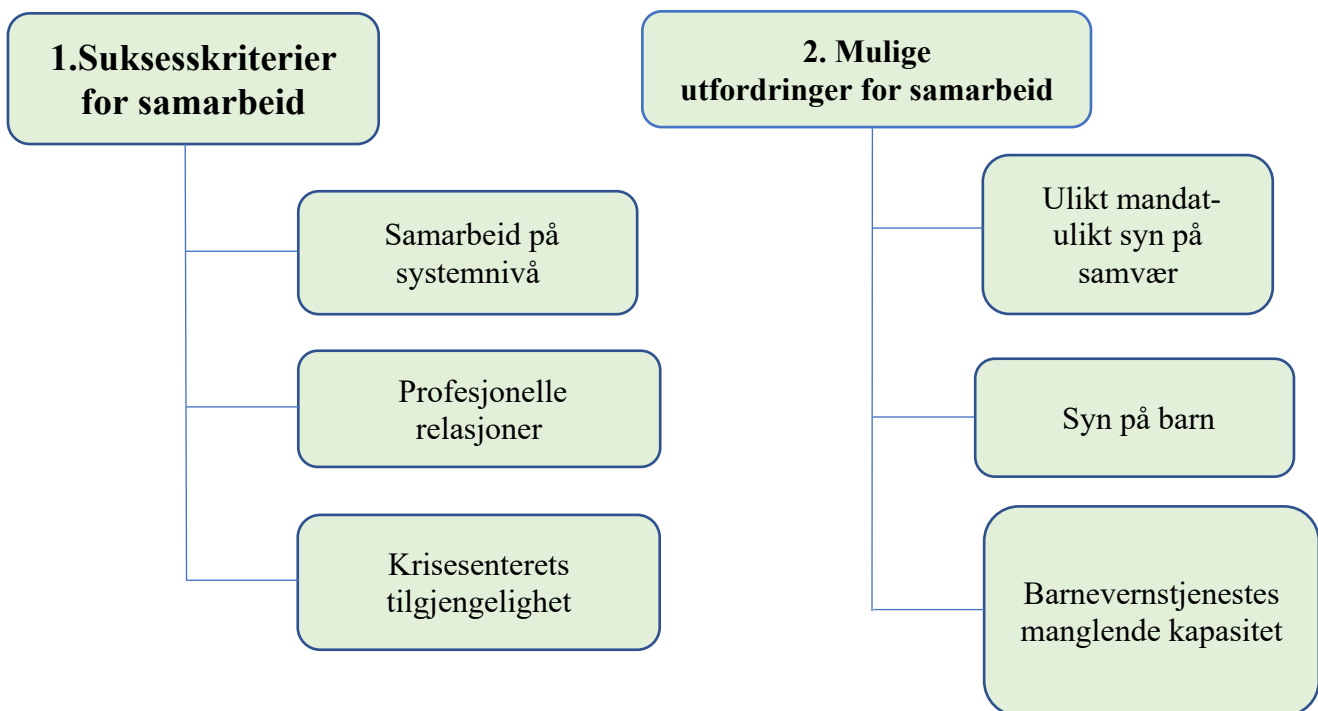 1.Suksesskriterier
for samarbeid
Samarbeid på
systemnivå
Profesjonelle
relasjoner
Krisesenterets
tilgjengelighet
2. Mulige
utfordringer for samarbeid
Ulikt mandat-
ulikt syn på
samvær
Syn på barn
Barnevernstjenestes
manglende kapasitet